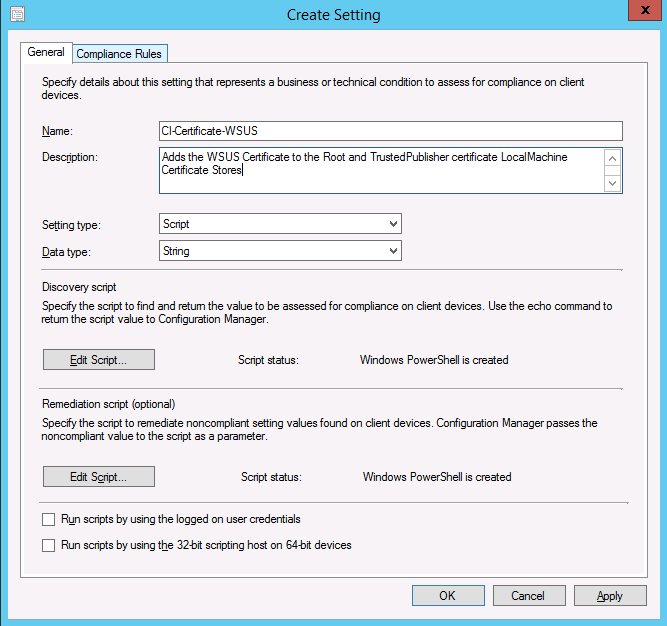 Create Setting
x
General
Compliance Rules
Specify details about this setting that represents a business or technical condition to assess for compliance on client
devices.
Name:
CI-Certificate-WSUS
Description:
Adds the WSUS Certificate to the Root and TrustedPublisher certificate LocalMachine
Certificate Stores
Setting type:
Script
Data type:
String
Discovery script
Specify the script to find and return the value to be assessed for compliance on client devices. Use the echo command to
return the script value to Configuration Manager.
Edit Script...
Script status:
Windows PowerShell is created
Remediation script (optional)
Specify the script to remediate noncompliant setting values found on client devices. Configuration Manager passes the
noncompliant value to the script as a parameter.
Edit Script...
Script status:
Windows PowerShell is created
Run scripts by using the logged on user credentials
Run scripts by using the 32-bit scripting host on 64-bit devices
OK
Cancel
Apply